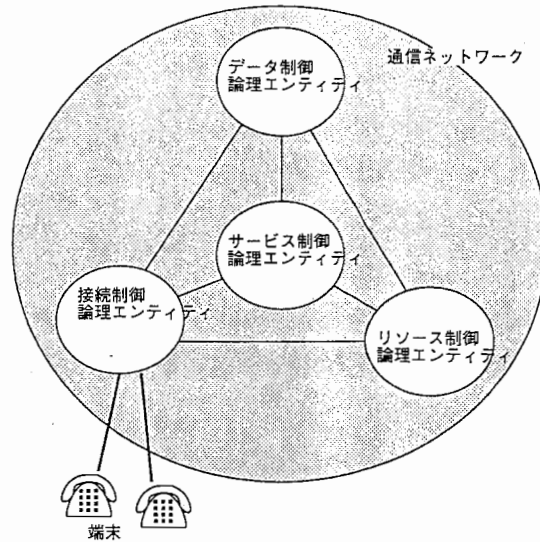 データ制御
論理エンティティ
通信ネットワーク
サービス制御
論理エンティティ
接続制御
論理エンティティ
リソース制御
論理エンティティ
端末